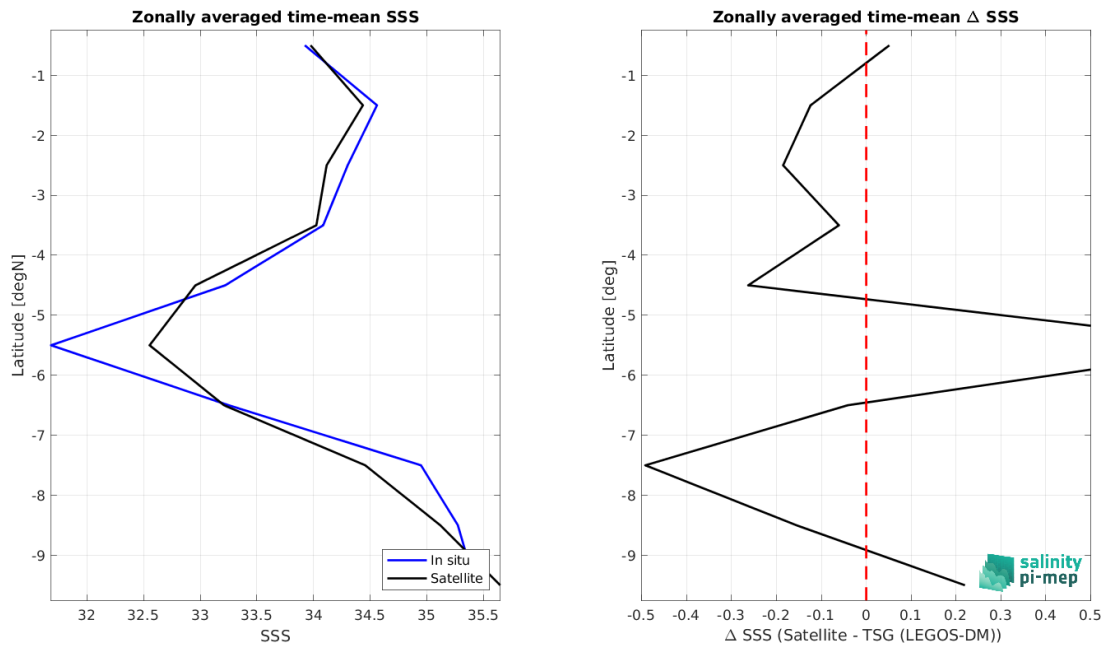 Zonally averaged time-mean SSS
-1
-2
-3
-4
-5
-6
-7
-8
-9
Latitude [degN]
32 32.5 33 33.5 34 34.5 35 35.5
SSS
In situ
Satellite
Zonally averaged time-mean Δ SSS
-1
-2
-3
-4
-5
-6
-7
-8
-9
Latitude [deg]
-0.5 -0.4 -0.3 -0.2 -0.1 0 0.1 0.2 0.3 0.4 0.5
Δ SSS (Satellite - TSG (LEGOS-DM))
salinity
pi-mep